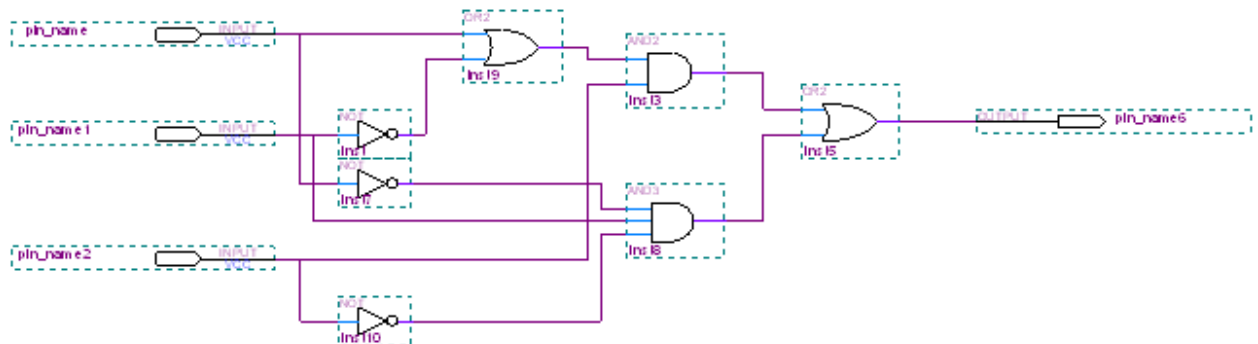 pin_name INPUT
VCC
OR2
inst9
AND2
inst3
OR2
inst5
OUTPUT pin_name6
pin_name1 INPUT
VCC
NOT
NOT
inst7
AND3
inst8
pin_name2 INPUT
VCC
NOT
inst10